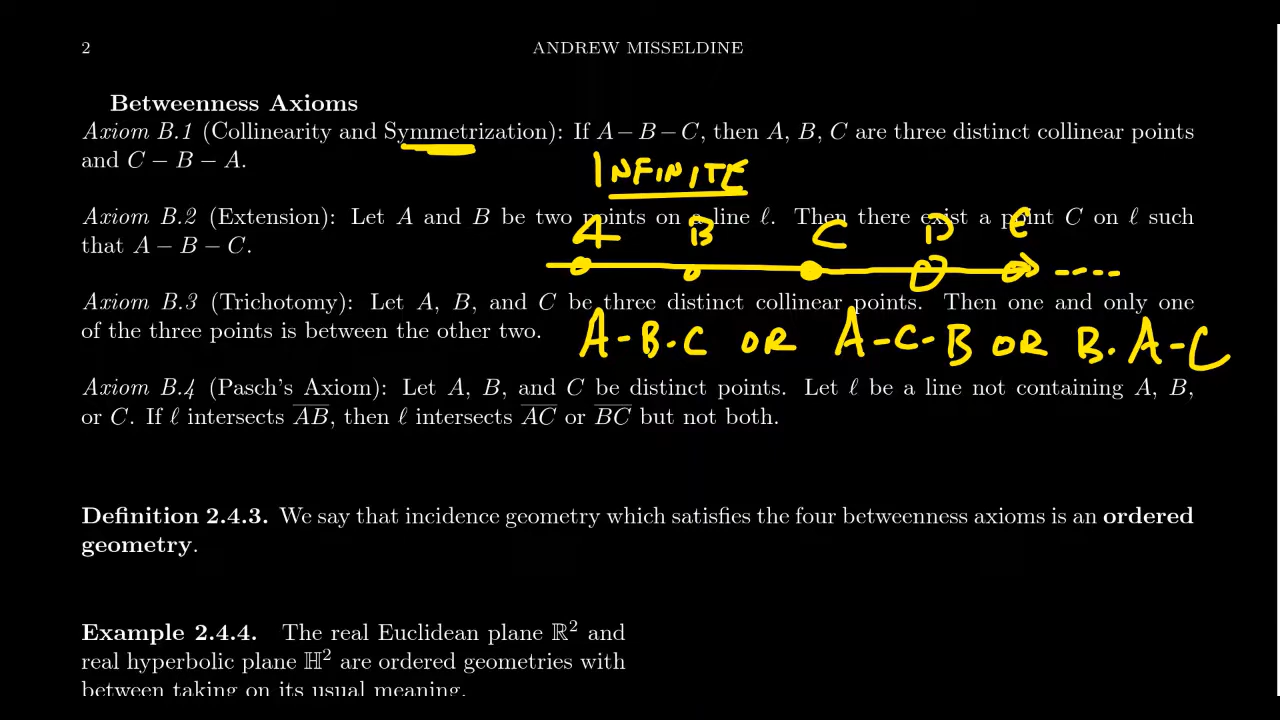 2 ANDREW MISSELDINE
Betweenness Axioms
Axiom B.1 (Collinearity and Symmetrization): If A − B − C, then A, B, C are three distinct collinear points
and C − B − A.
INFINITE
Axiom B.2 (Extension): Let A and B be two points on a line ℓ. Then there exist a point C on ℓ such
that A − B − C.
A B C D E
Axiom B.3 (Trichotomy): Let A, B, and C be three distinct collinear points. Then one and only one
of the three points is between the other two.
A-B-C OR A-C-B OR B-A-C
Axiom B.4 (Pasch's Axiom): Let A, B, and C be distinct points. Let ℓ be a line not containing A, B,
or C. If ℓ intersects A̅B̅, then ℓ intersects A̅C̅ or B̅C̅ but not both.
Definition 2.4.3. We say that incidence geometry which satisfies the four betweenness axioms is an ordered
geometry.
Example 2.4.4. The real Euclidean plane ℝ² and
real hyperbolic plane ℍ² are ordered geometries with
between taking on its usual meaning.